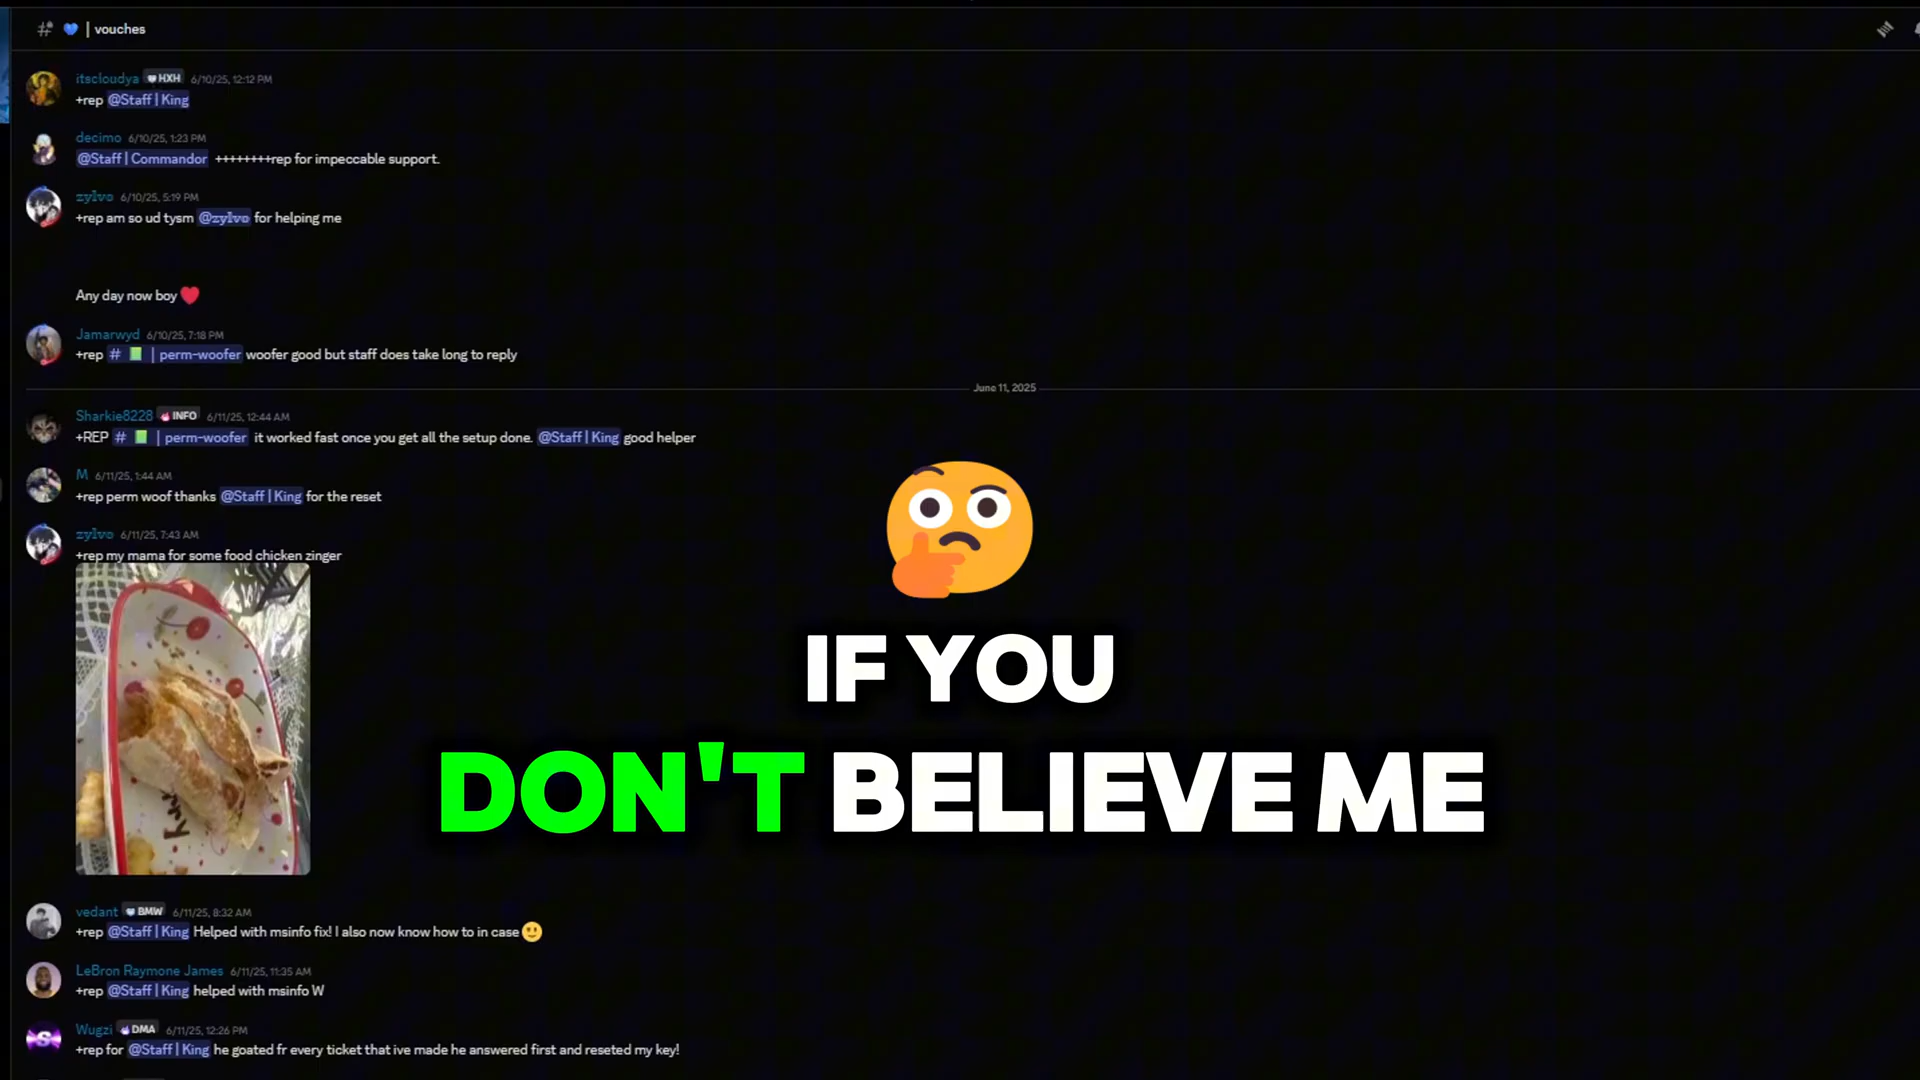 | vouches
itscloudya HXH 6/10/25, 12:12 PM
+rep @Staff | King
decimo 6/10/25, 1:23 PM
@Staff | Commandor ++++++++rep for impeccable support.
zylvo 6/10/25, 5:19 PM
+rep am so ud tysm @zylvo for helping me
Any day now boy
Jamarwyd 6/10/25, 7:18 PM
+rep # | perm-woofer woofer good but staff does take long to reply
June 11, 2025
Sharkie8228 INFO 6/11/25, 12:44 AM
+REP # | perm-woofer it worked fast once you get all the setup done. @Staff | King good helper
M 6/11/25, 1:44 AM
+rep perm woof thanks @Staff | King for the reset
zylvo 6/11/25, 7:43 AM
+rep my mama for some food chicken zinger
IF YOU
DON'T BELIEVE ME
vedant BMW 6/11/25, 8:32 AM
+rep @Staff | King Helped with msinfo fix! I also now know how to in case
LeBron Raymone James 6/11/25, 11:35 AM
+rep @Staff | King helped with msinfo W
Wugzi DMA 6/11/25, 12:26 PM
+rep for @Staff | King he goated fr every ticket that ive made he answered first and reseted my key!